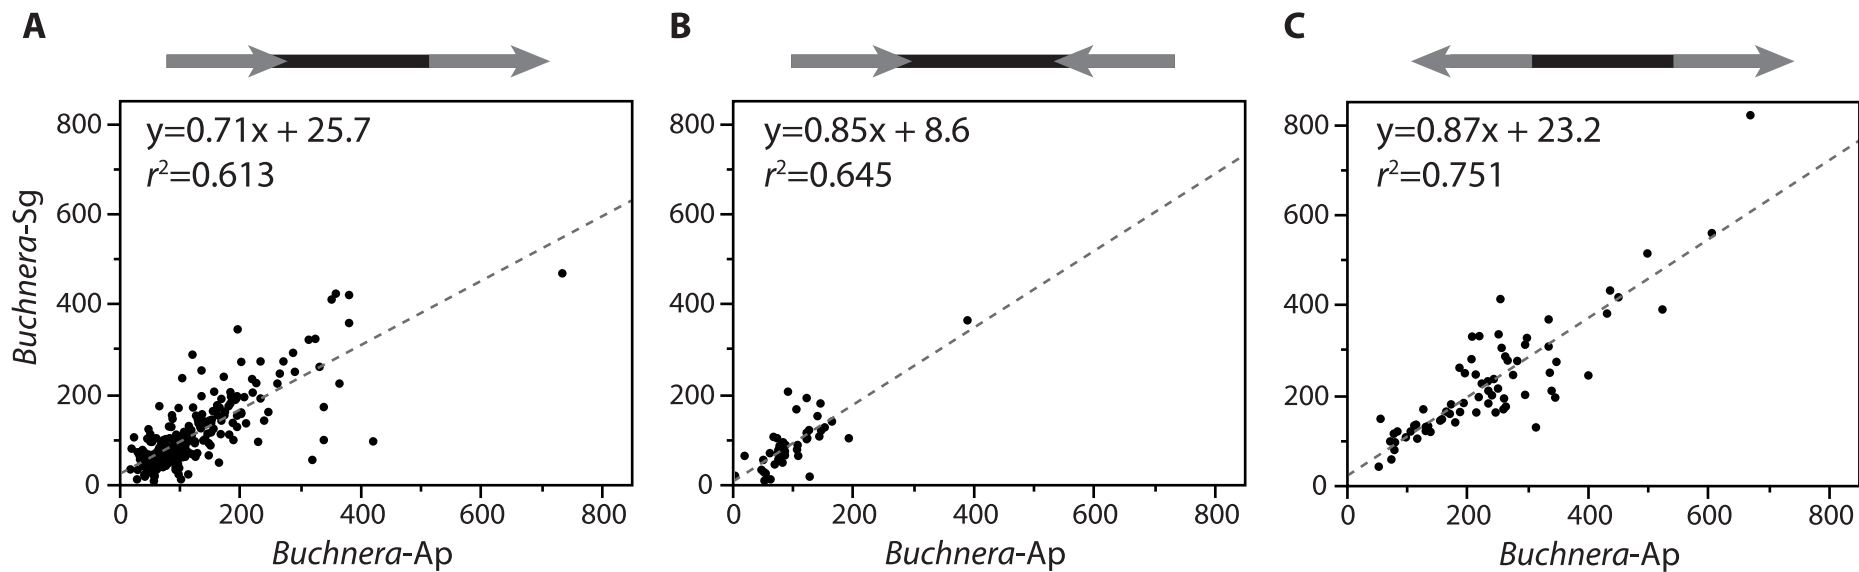 A
B
C
y=0.71x + 25.7
r²=0.613
y=0.85x + 8.6
r²=0.645
y=0.87x + 23.2
r²=0.751
Buchnera-Sg
800
600
400
200
0
0 200 400 600 800
Buchnera-Ap
800
600
400
200
0
0 200 400 600 800
Buchnera-Ap
800
600
400
200
0
0 200 400 600 800
Buchnera-Ap